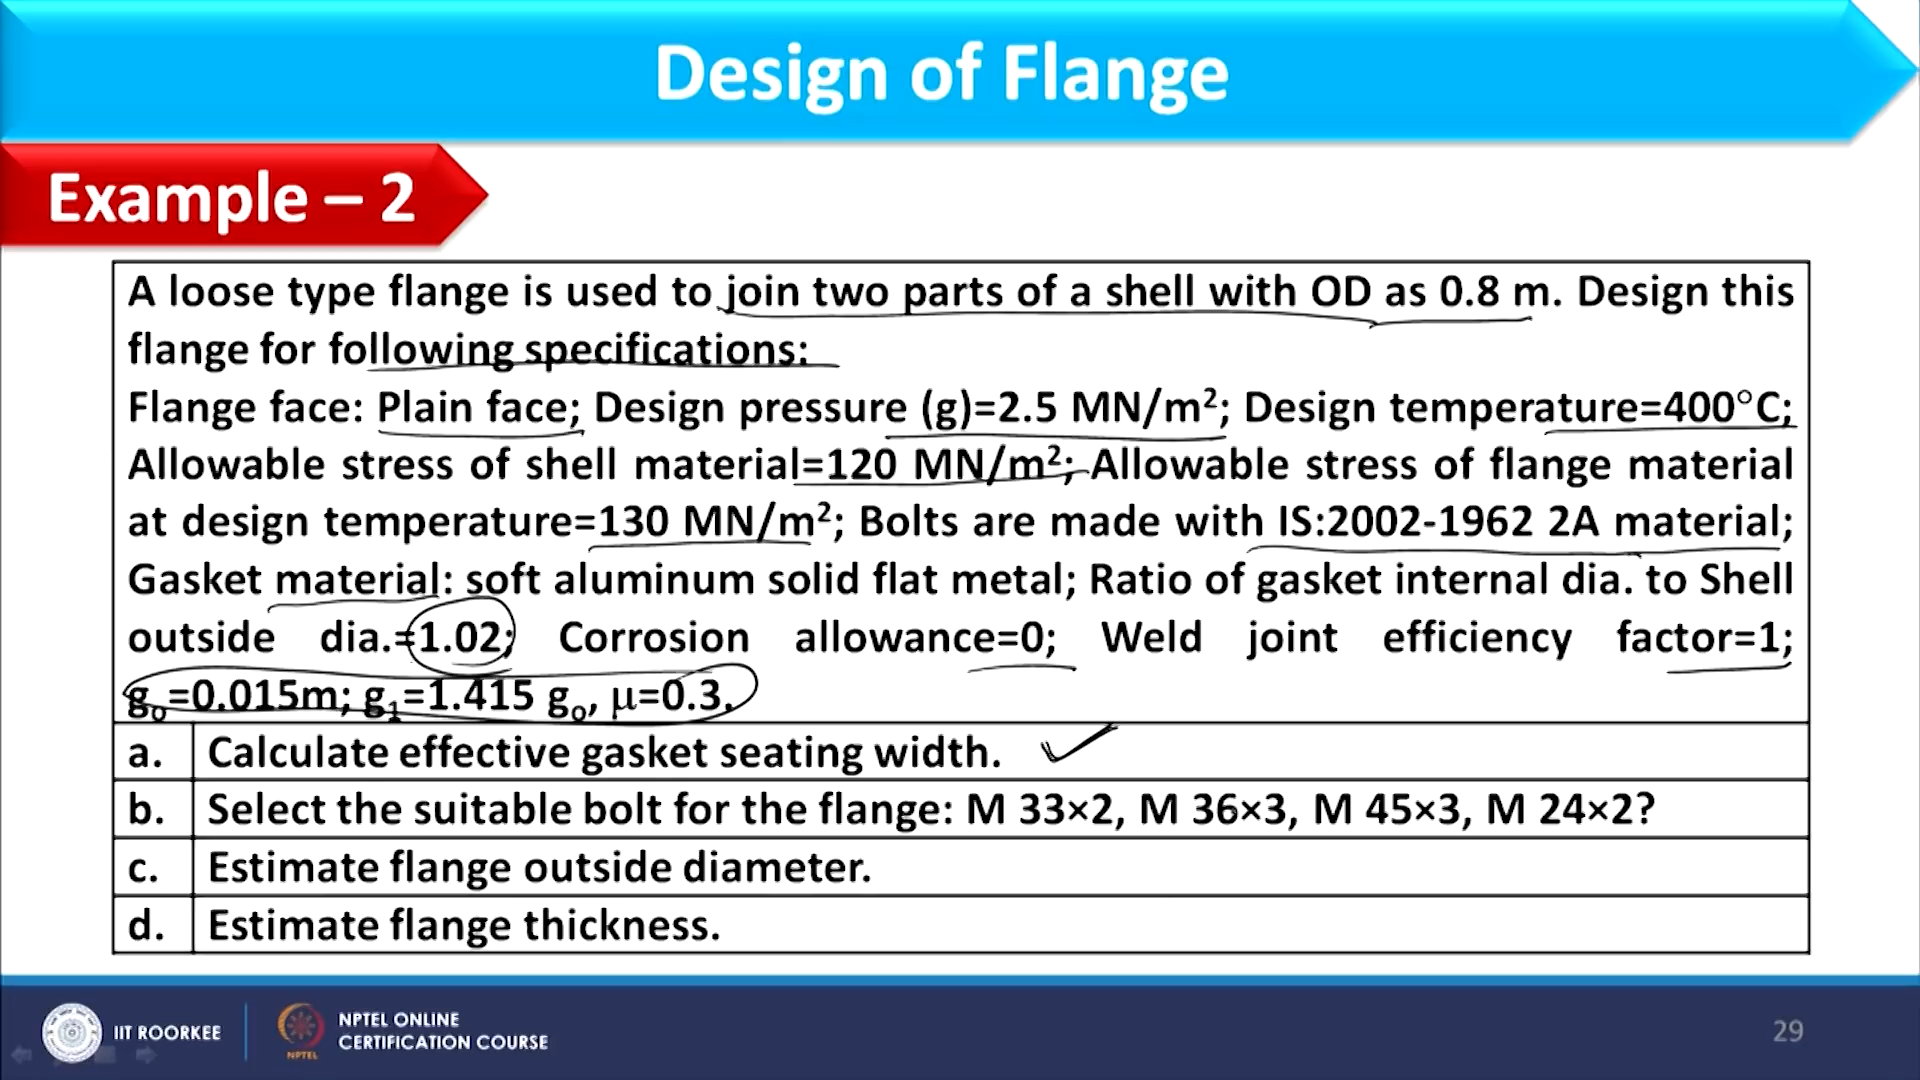 Design of Flange
Example – 2
A loose type flange is used to join two parts of a shell with OD as 0.8 m. Design this
flange for following specifications:
Flange face: Plain face; Design pressure (g)=2.5 MN/m²; Design temperature=400°C;
Allowable stress of shell material=120 MN/m²; Allowable stress of flange material
at design temperature=130 MN/m²; Bolts are made with IS:2002-1962 2A material;
Gasket material: soft aluminum solid flat metal; Ratio of gasket internal dia. to Shell
outside dia.=1.02; Corrosion allowance=0; Weld joint efficiency factor=1;
g₀=0.015m; g₁=1.415 g₀, μ=0.3.
a. Calculate effective gasket seating width.
b. Select the suitable bolt for the flange: M 33×2, M 36×3, M 45×3, M 24×2?
c. Estimate flange outside diameter.
d. Estimate flange thickness.
IIT ROORKEE
NPTEL
NPTEL ONLINE
CERTIFICATION COURSE
29